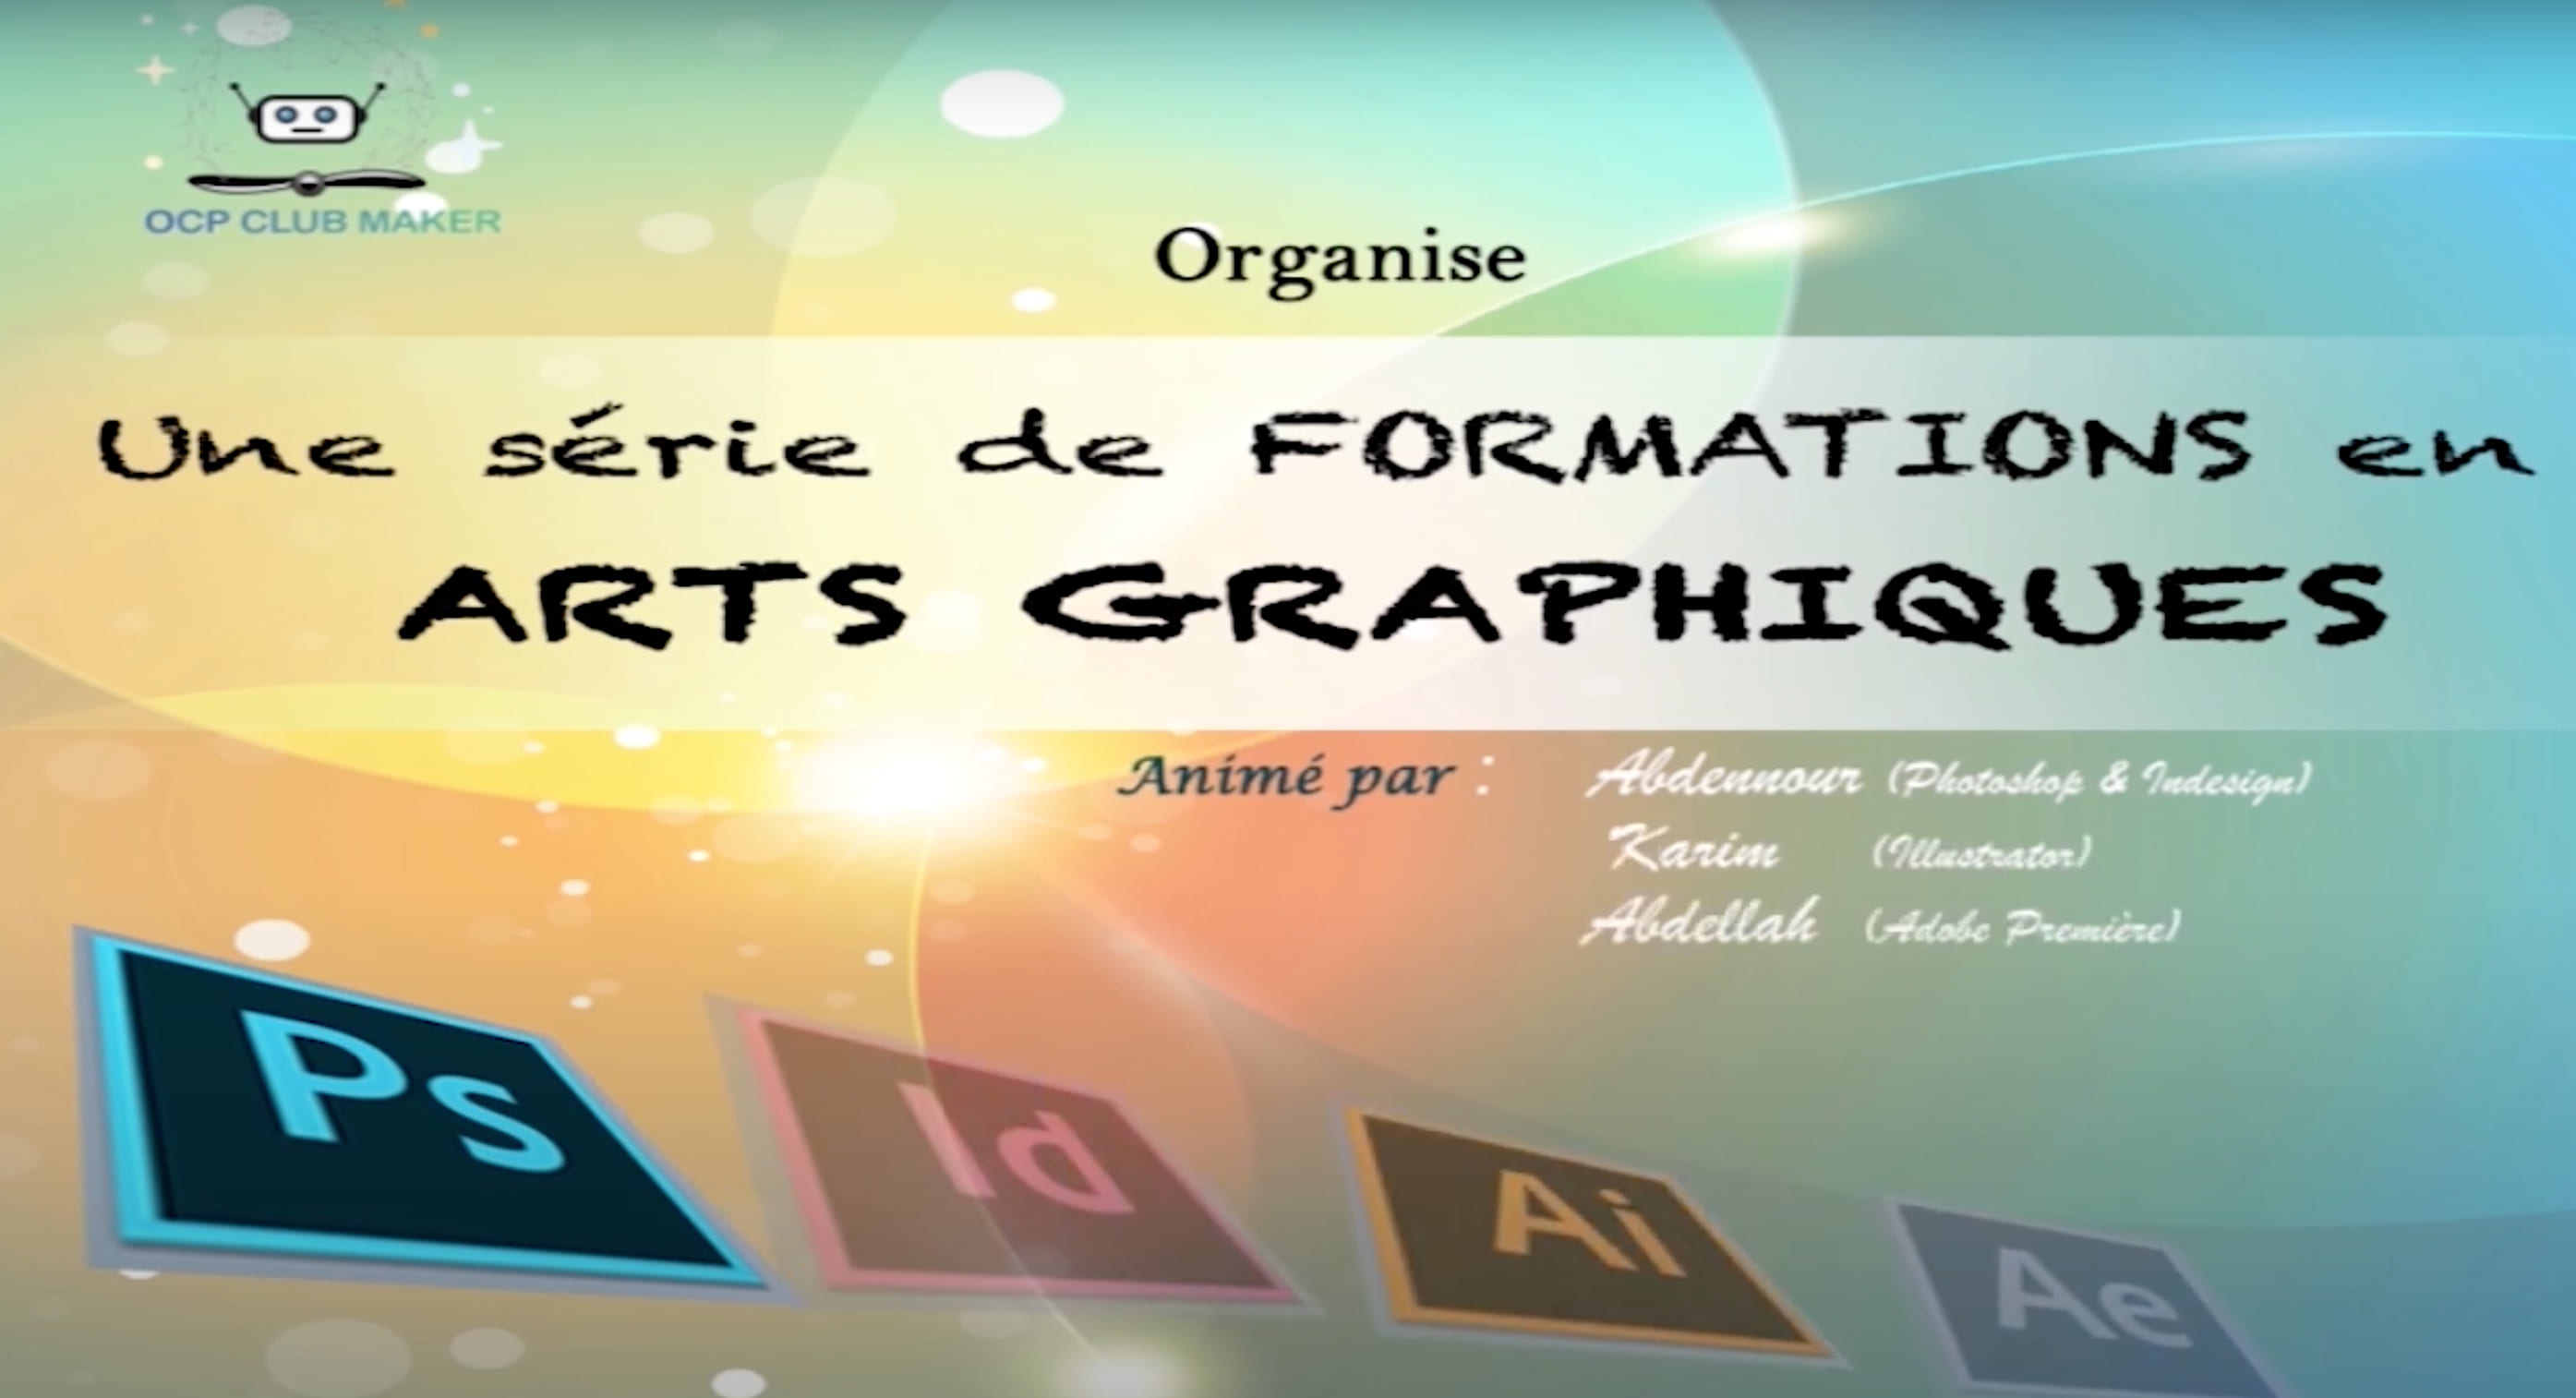 OCP CLUB MAKER
Organise
Une série de FORMATIONS en
ARTS GRAPHIQUES
Animé par : Abdennour (Photoshop & Indesign)
Karim (Illustrator)
Abdellah (Adobe Première)
Ps
Id
Ai
Ae